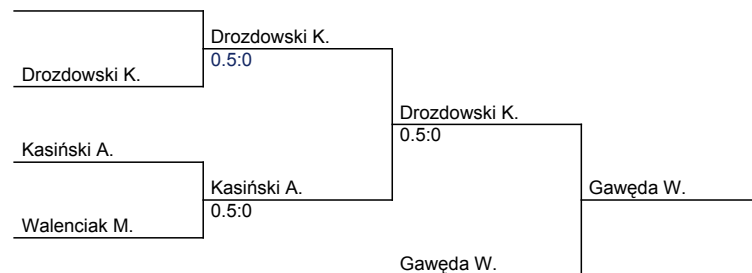 Drozdowski K.
0.5:0
Drozdowski K.
Drozdowski K.
0.5:0
Kasiński A.
Kasiński A.
0.5:0
Gawęda W.
Walenciak M.
Gawęda W.